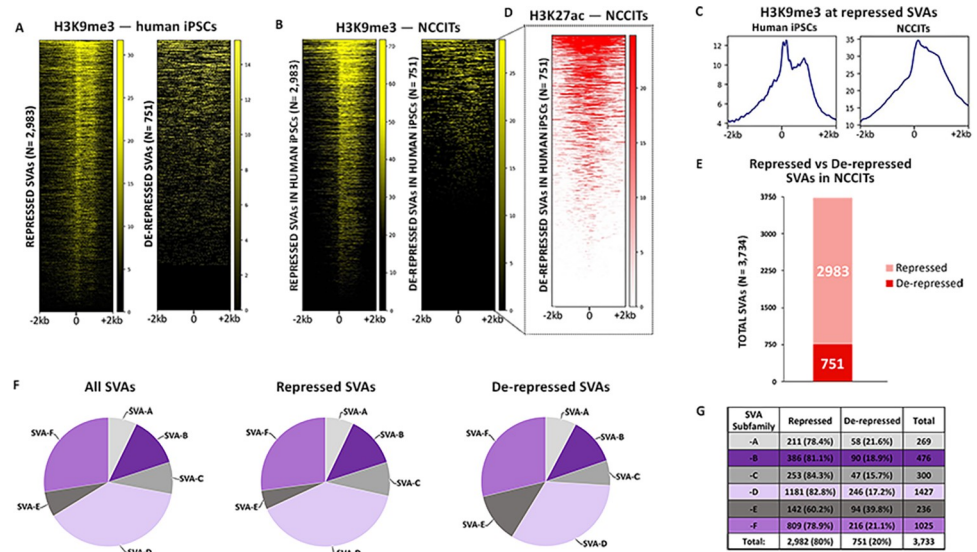 A
H3K9me3 — human iPSCs
REPRESSED SVAs (N= 2,983)
30
25
20
15
10
5
0
-2kb 0 +2kb
DE-REPRESSED SVAs (N= 751)
14
12
10
8
6
4
2
0
-2kb 0 +2kb
B
H3K9me3 — NCCITs
REPRESSED SVAs IN HUMAN iPSCs (N= 2,983)
70
60
50
40
30
20
10
0
-2kb 0 +2kb
DE-REPRESSED SVAs IN HUMAN iPSCs (N= 751)
25
20
15
10
5
0
-2kb 0 +2kb
D
H3K27ac — NCCITs
DE-REPRESSED SVAs IN HUMAN iPSCs (N= 751)
-2kb 0 +2kb
C
H3K9me3 at repressed SVAs
Human iPSCs
12
10
8
6
4
-2kb 0 +2kb
NCCITs
35
30
25
20
15
10
-2kb 0 +2kb
E
Repressed vs De-repressed
SVAs in NCCITs
TOTAL SVAs (N= 3,734)
3750
3000
2250
1500
750
0
2983
751
Repressed
De-repressed
F
All SVAs
SVA-A
SVA-B
SVA-C
SVA-D
SVA-E
SVA-F
Repressed SVAs
SVA-A
SVA-B
SVA-C
SVA-D
SVA-E
SVA-F
De-repressed SVAs
SVA-A
SVA-B
SVA-C
SVA-D
SVA-E
SVA-F
G
SVA Subfamily Repressed De-repressed Total
-A 211 (78.4%) 58 (21.6%) 269
-B 386 (81.1%) 90 (18.9%) 476
-C 253 (84.3%) 47 (15.7%) 300
-D 1181 (82.8%) 246 (17.2%) 1427
-E 142 (60.2%) 94 (39.8%) 236
-F 809 (78.9%) 216 (21.1%) 1025
Total: 2,982 (80%) 751 (20%) 3,733